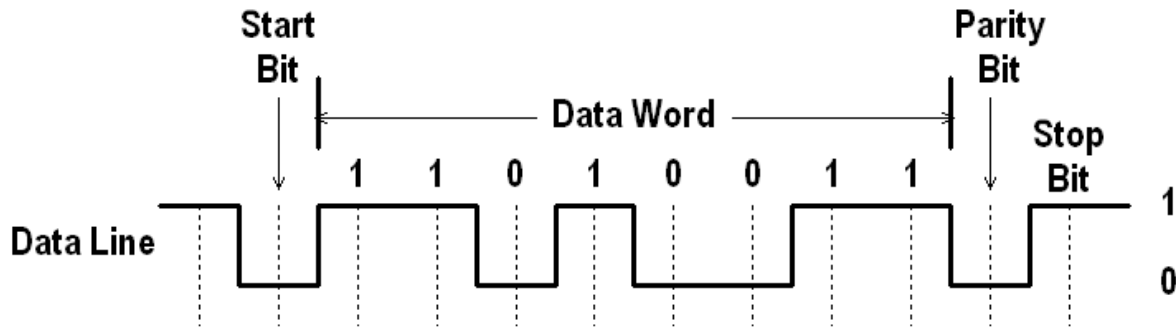 Start
Bit
Parity
Bit
Data Word
Stop
Bit
1 1 0 1 0 0 1 1
1
Data Line
0